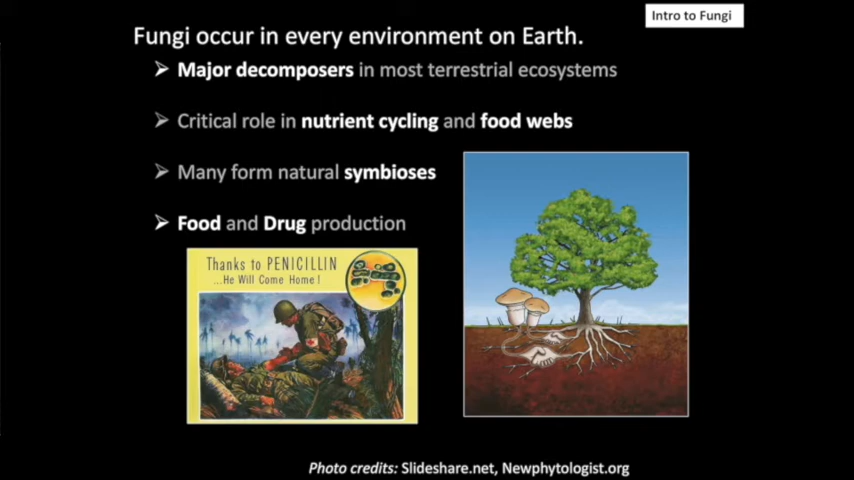 Intro to Fungi
Fungi occur in every environment on Earth.
Major decomposers in most terrestrial ecosystems
Critical role in nutrient cycling and food webs
Many form natural symbioses
Food and Drug production
Thanks to PENICILLIN
...He Will Come Home!
Photo credits: Slideshare.net, Newphytologist.org